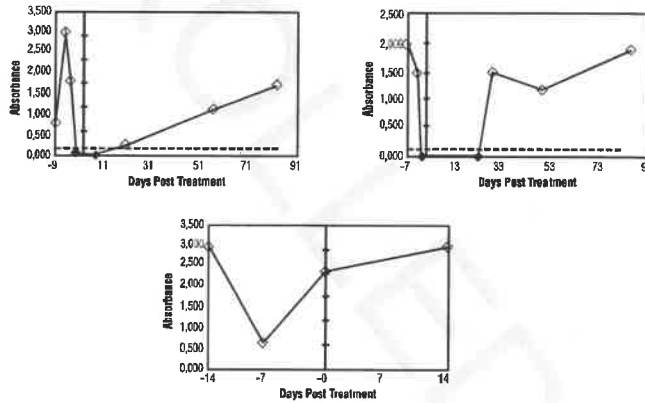 3,500
3,000
2,500
2,000
1,500
1,000
0,500
0,000
Absorbance
-9 11 31 51 71 91
Days Post Treatment
2,500
2,000
1,500
1,000
0,500
0,000
Absorbance
-7 13 33 53 73
Days Post Treatment
3,500
3,000
2,500
2,000
1,500
1,000
0,500
0,000
Absorbance
-14 -7 -0 7 14
Days Post Treatment